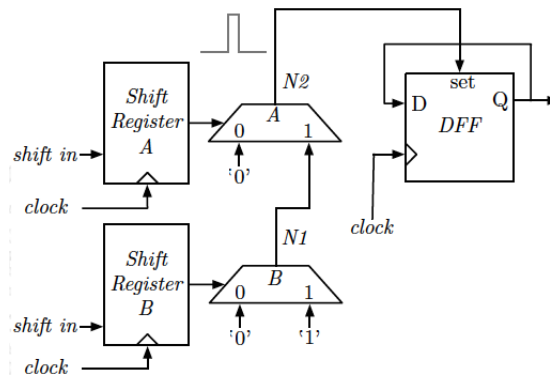 N2
Shift
Register
A
A
0 1
'0'
shift in
clock
set
D Q
DFF
clock
N1
Shift
Register
B
B
0 1
'0' '1'
shift in
clock